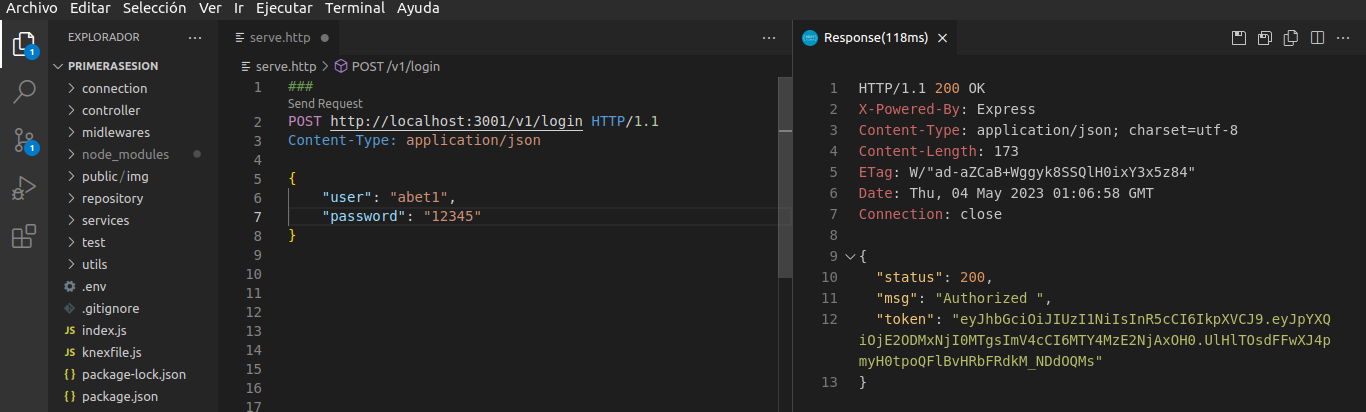 Archivo Editar Selección Ver Ir Ejecutar Terminal Ayuda
EXPLORADOR ...
PRIMERASESION
connection
controller
midlewares
node_modules
public/img
repository
services
test
utils
.env
.gitignore
JS index.js
JS knexfile.js
{} package-lock.json
{} package.json
1
1
serve.http
serve.http > POST /v1/login
1 ###
Send Request
2 POST http://localhost:3001/v1/login HTTP/1.1
3 Content-Type: application/json
4
5 {
6 "user": "abet1",
7 "password": "12345"
8 }
9
10
11
12
13
14
15
16
17
Response(118ms)
1 HTTP/1.1 200 OK
2 X-Powered-By: Express
3 Content-Type: application/json; charset=utf-8
4 Content-Length: 173
5 ETag: W/"ad-aZCaB+Wggyk8SSQlH0ixY3x5z84"
6 Date: Thu, 04 May 2023 01:06:58 GMT
7 Connection: close
8
9 {
10 "status": 200,
11 "msg": "Authorized ",
12 "token": "eyJhbGciOiJIUzI1NiIsInR5cCI6IkpXVCJ9.eyJpYXQ
iOjE2ODMxNjI0MTgsImV4cCI6MTY4MzE2NjAxOH0.UlHlTOsdFFwXJ4p
myH0tpoQFlBvHRbFRdkM_NDdOQMs"
13 }